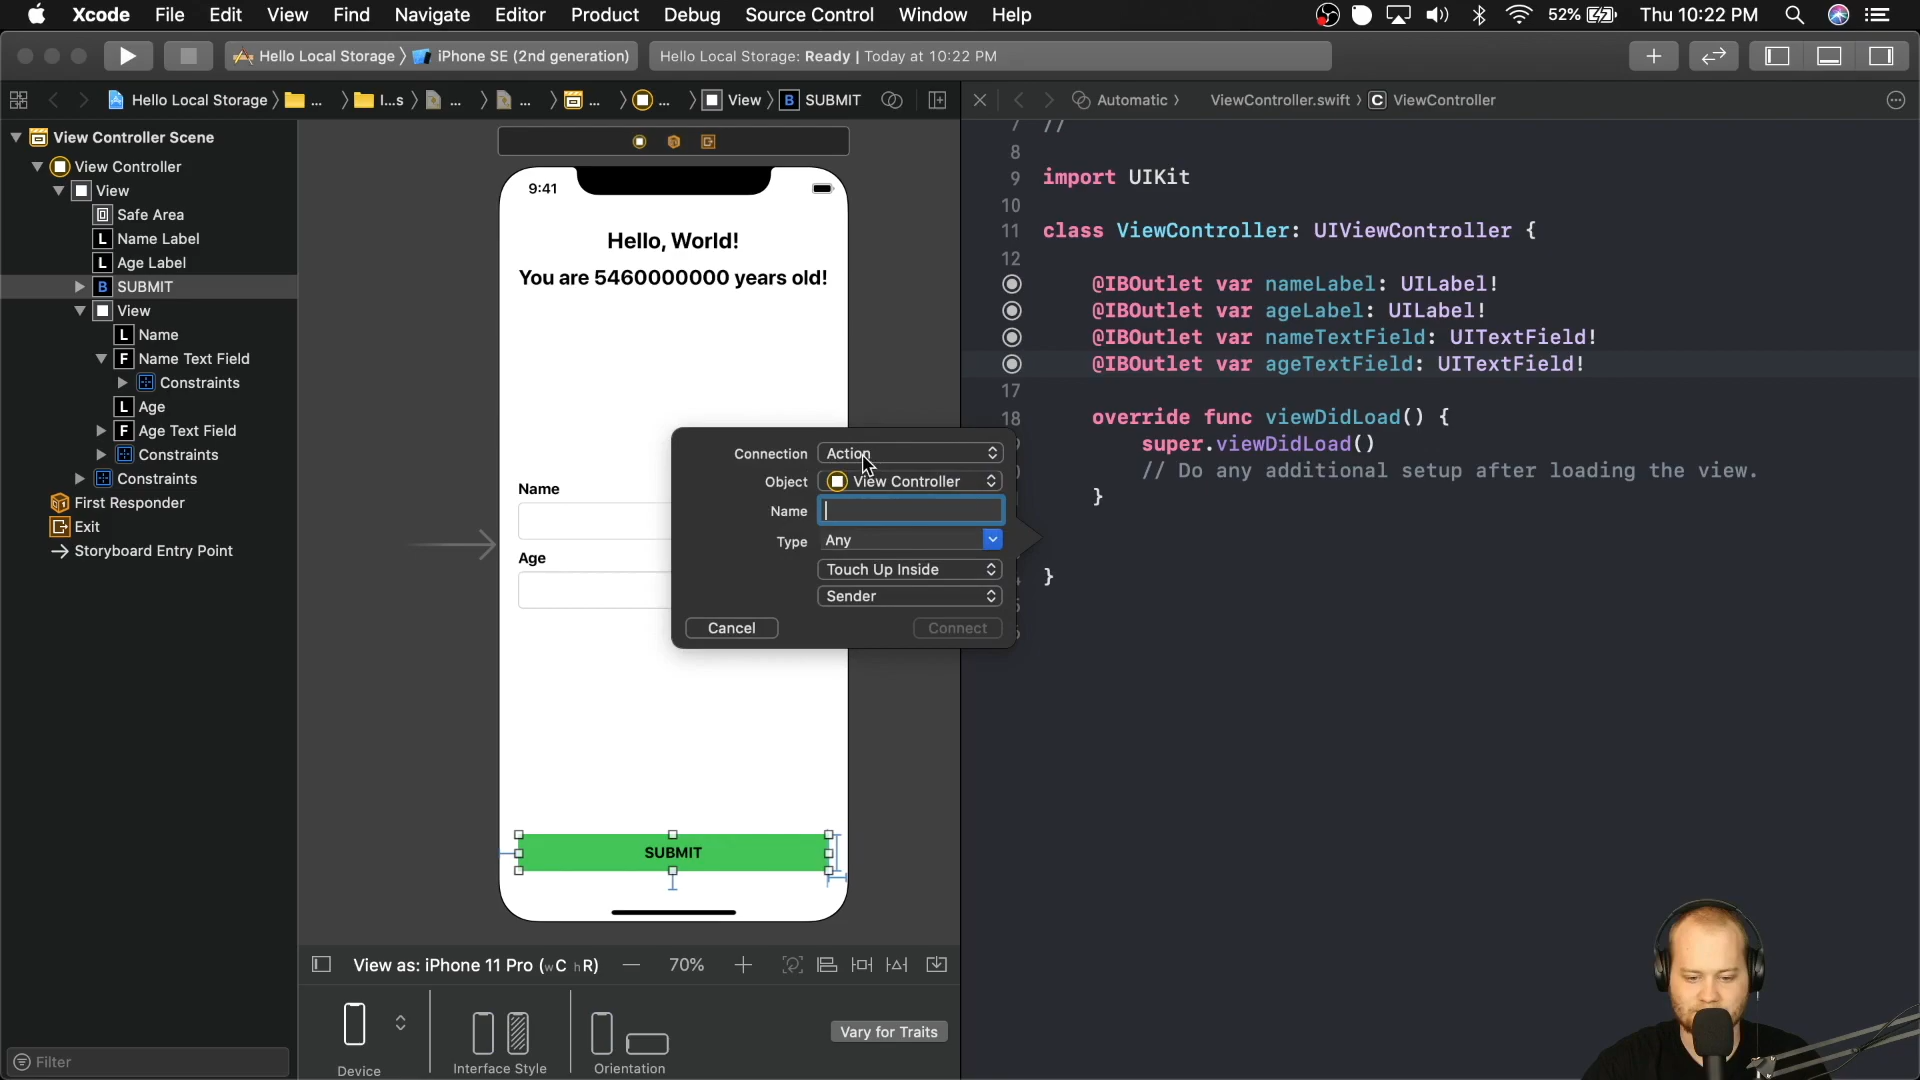 Xcode File Edit View Find Navigate Editor Product Debug Source Control Window Help 52% Thu 10:22 PM
Hello Local Storage iPhone SE (2nd generation) Hello Local Storage: Ready | Today at 10:22 PM
Hello Local Storage ... I...s ... ... ... ... View B SUBMIT Automatic ViewController.swift C ViewController
View Controller Scene
View Controller
View
Safe Area
L Name Label
L Age Label
B SUBMIT
View
L Name
F Name Text Field
Constraints
L Age
F Age Text Field
Constraints
Constraints
First Responder
Exit
Storyboard Entry Point
Filter
9:41
Hello, World!
You are 5460000000 years old!
Name
Age
SUBMIT
Connection Action
Object View Controller
Name
Type Any
Touch Up Inside
Sender
Cancel Connect
View as: iPhone 11 Pro (wC hR) 70%
Device Interface Style Orientation Vary for Traits
7 //
8
9 import UIKit
10
11 class ViewController: UIViewController {
12
@IBOutlet var nameLabel: UILabel!
@IBOutlet var ageLabel: UILabel!
@IBOutlet var nameTextField: UITextField!
@IBOutlet var ageTextField: UITextField!
17
18 override func viewDidLoad() {
super.viewDidLoad()
// Do any additional setup after loading the view.
}
}